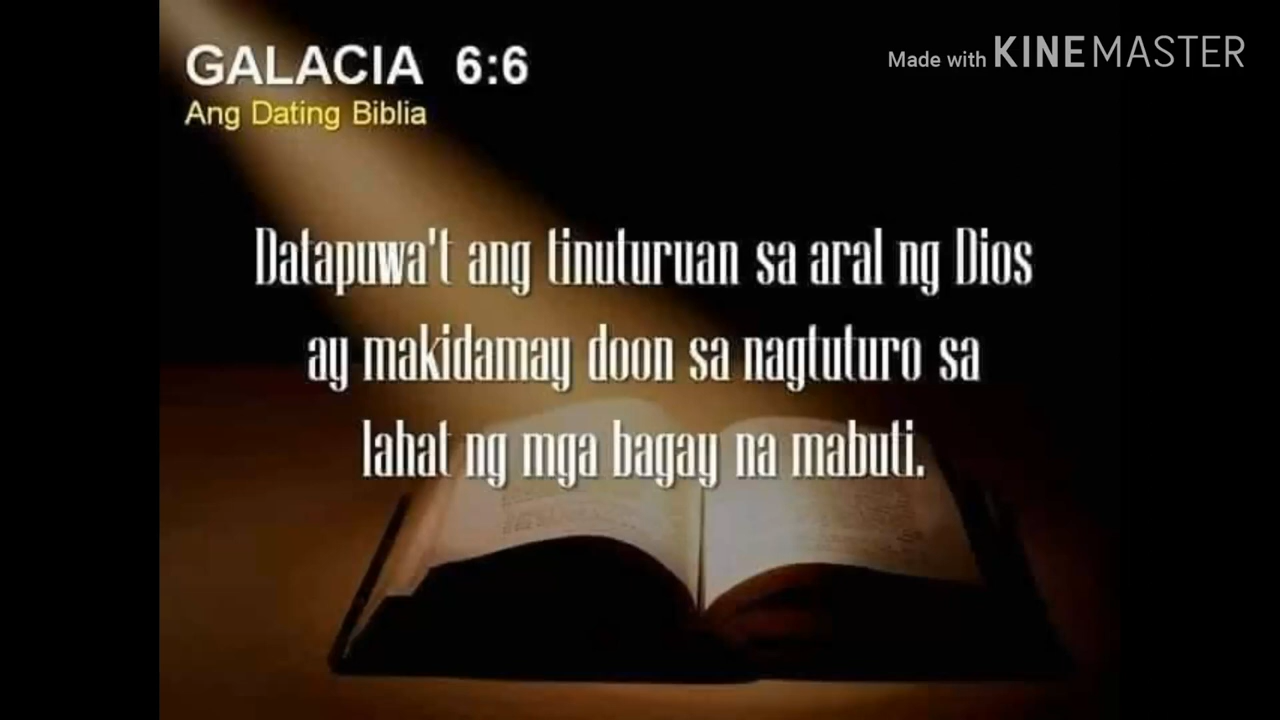 GALACIA 6:6
Made with KINEMASTER
Ang Dating Biblia
Datapuwa't ang tinuturuan sa aral ng Dios
ay makidamay doon sa nagtuturo sa
lahat ng mga bagay na mabuti.